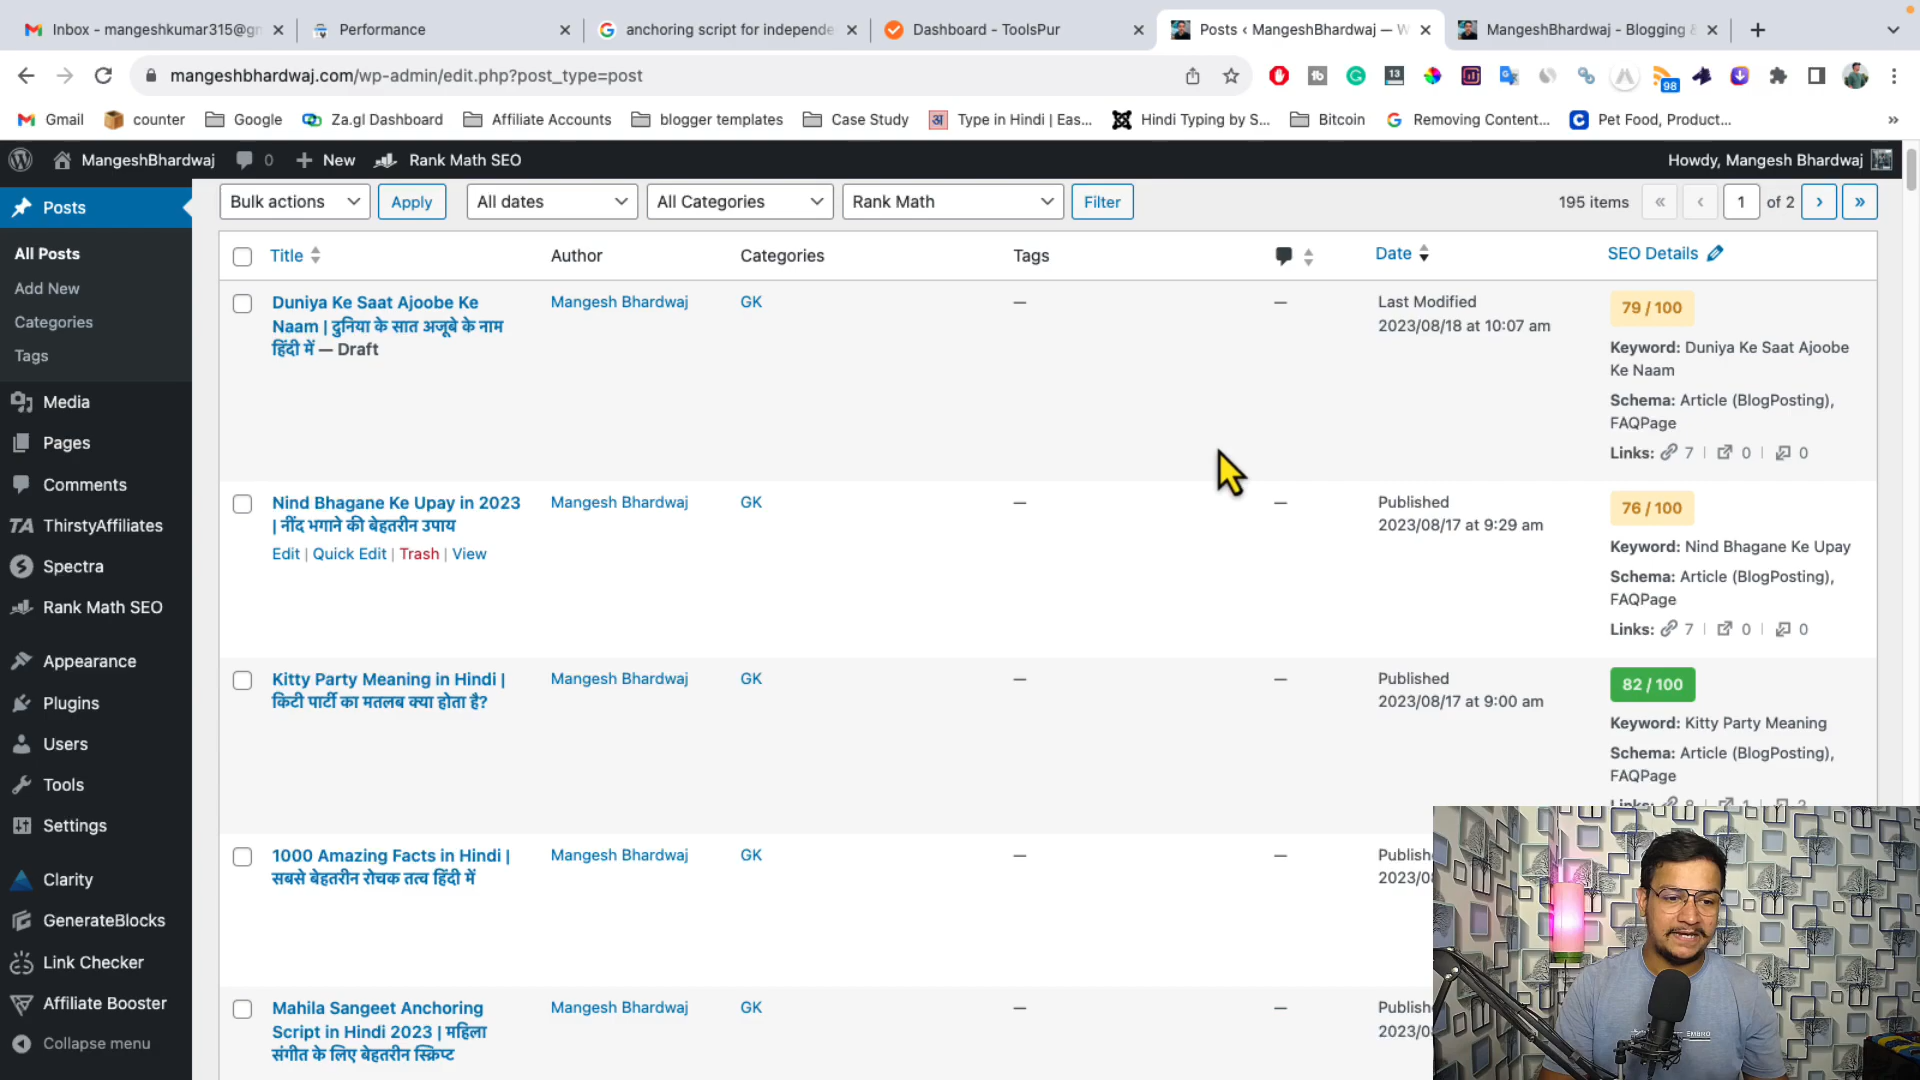 Inbox - mangeshkumar315@gn
Performance
anchoring script for independe
Dashboard - ToolsPur
Posts ‹ MangeshBhardwaj — W
MangeshBhardwaj - Blogging &
mangeshbhardwaj.com/wp-admin/edit.php?post_type=post
13
98
Gmail
counter
Google
Za.gl Dashboard
Affiliate Accounts
blogger templates
Case Study
Type in Hindi | Eas...
Hindi Typing by S...
Bitcoin
Removing Content...
Pet Food, Product...
»
MangeshBhardwaj
0
New
Rank Math SEO
Howdy, Mangesh Bhardwaj
Posts
All Posts
Add New
Categories
Tags
Media
Pages
Comments
ThirstyAffiliates
Spectra
Rank Math SEO
Appearance
Plugins
Users
Tools
Settings
Clarity
GenerateBlocks
Link Checker
Affiliate Booster
Collapse menu
Bulk actions
Apply
All dates
All Categories
Rank Math
Filter
195 items
«
‹
1
of 2
›
»
Title
Author
Categories
Tags
Date
SEO Details
Duniya Ke Saat Ajoobe Ke
Naam | दुनिया के सात अजूबे के नाम
हिंदी में — Draft
Mangesh Bhardwaj
GK
—
—
Last Modified
2023/08/18 at 10:07 am
79 / 100
Keyword: Duniya Ke Saat Ajoobe
Ke Naam
Schema: Article (BlogPosting),
FAQPage
Links: 7 | 0 | 0
Nind Bhagane Ke Upay in 2023
| नींद भगाने की बेहतरीन उपाय
Edit | Quick Edit | Trash | View
Mangesh Bhardwaj
GK
—
—
Published
2023/08/17 at 9:29 am
76 / 100
Keyword: Nind Bhagane Ke Upay
Schema: Article (BlogPosting),
FAQPage
Links: 7 | 0 | 0
Kitty Party Meaning in Hindi |
किटी पार्टी का मतलब क्या होता है?
Mangesh Bhardwaj
GK
—
—
Published
2023/08/17 at 9:00 am
82 / 100
Keyword: Kitty Party Meaning
Schema: Article (BlogPosting),
FAQPage
1000 Amazing Facts in Hindi |
सबसे बेहतरीन रोचक तत्व हिंदी में
Mangesh Bhardwaj
GK
—
—
Publish
2023/0
Mahila Sangeet Anchoring
Script in Hindi 2023 | महिला
संगीत के लिए बेहतरीन स्क्रिप्ट
Mangesh Bhardwaj
GK
—
—
Publish
2023/0
EMBRO